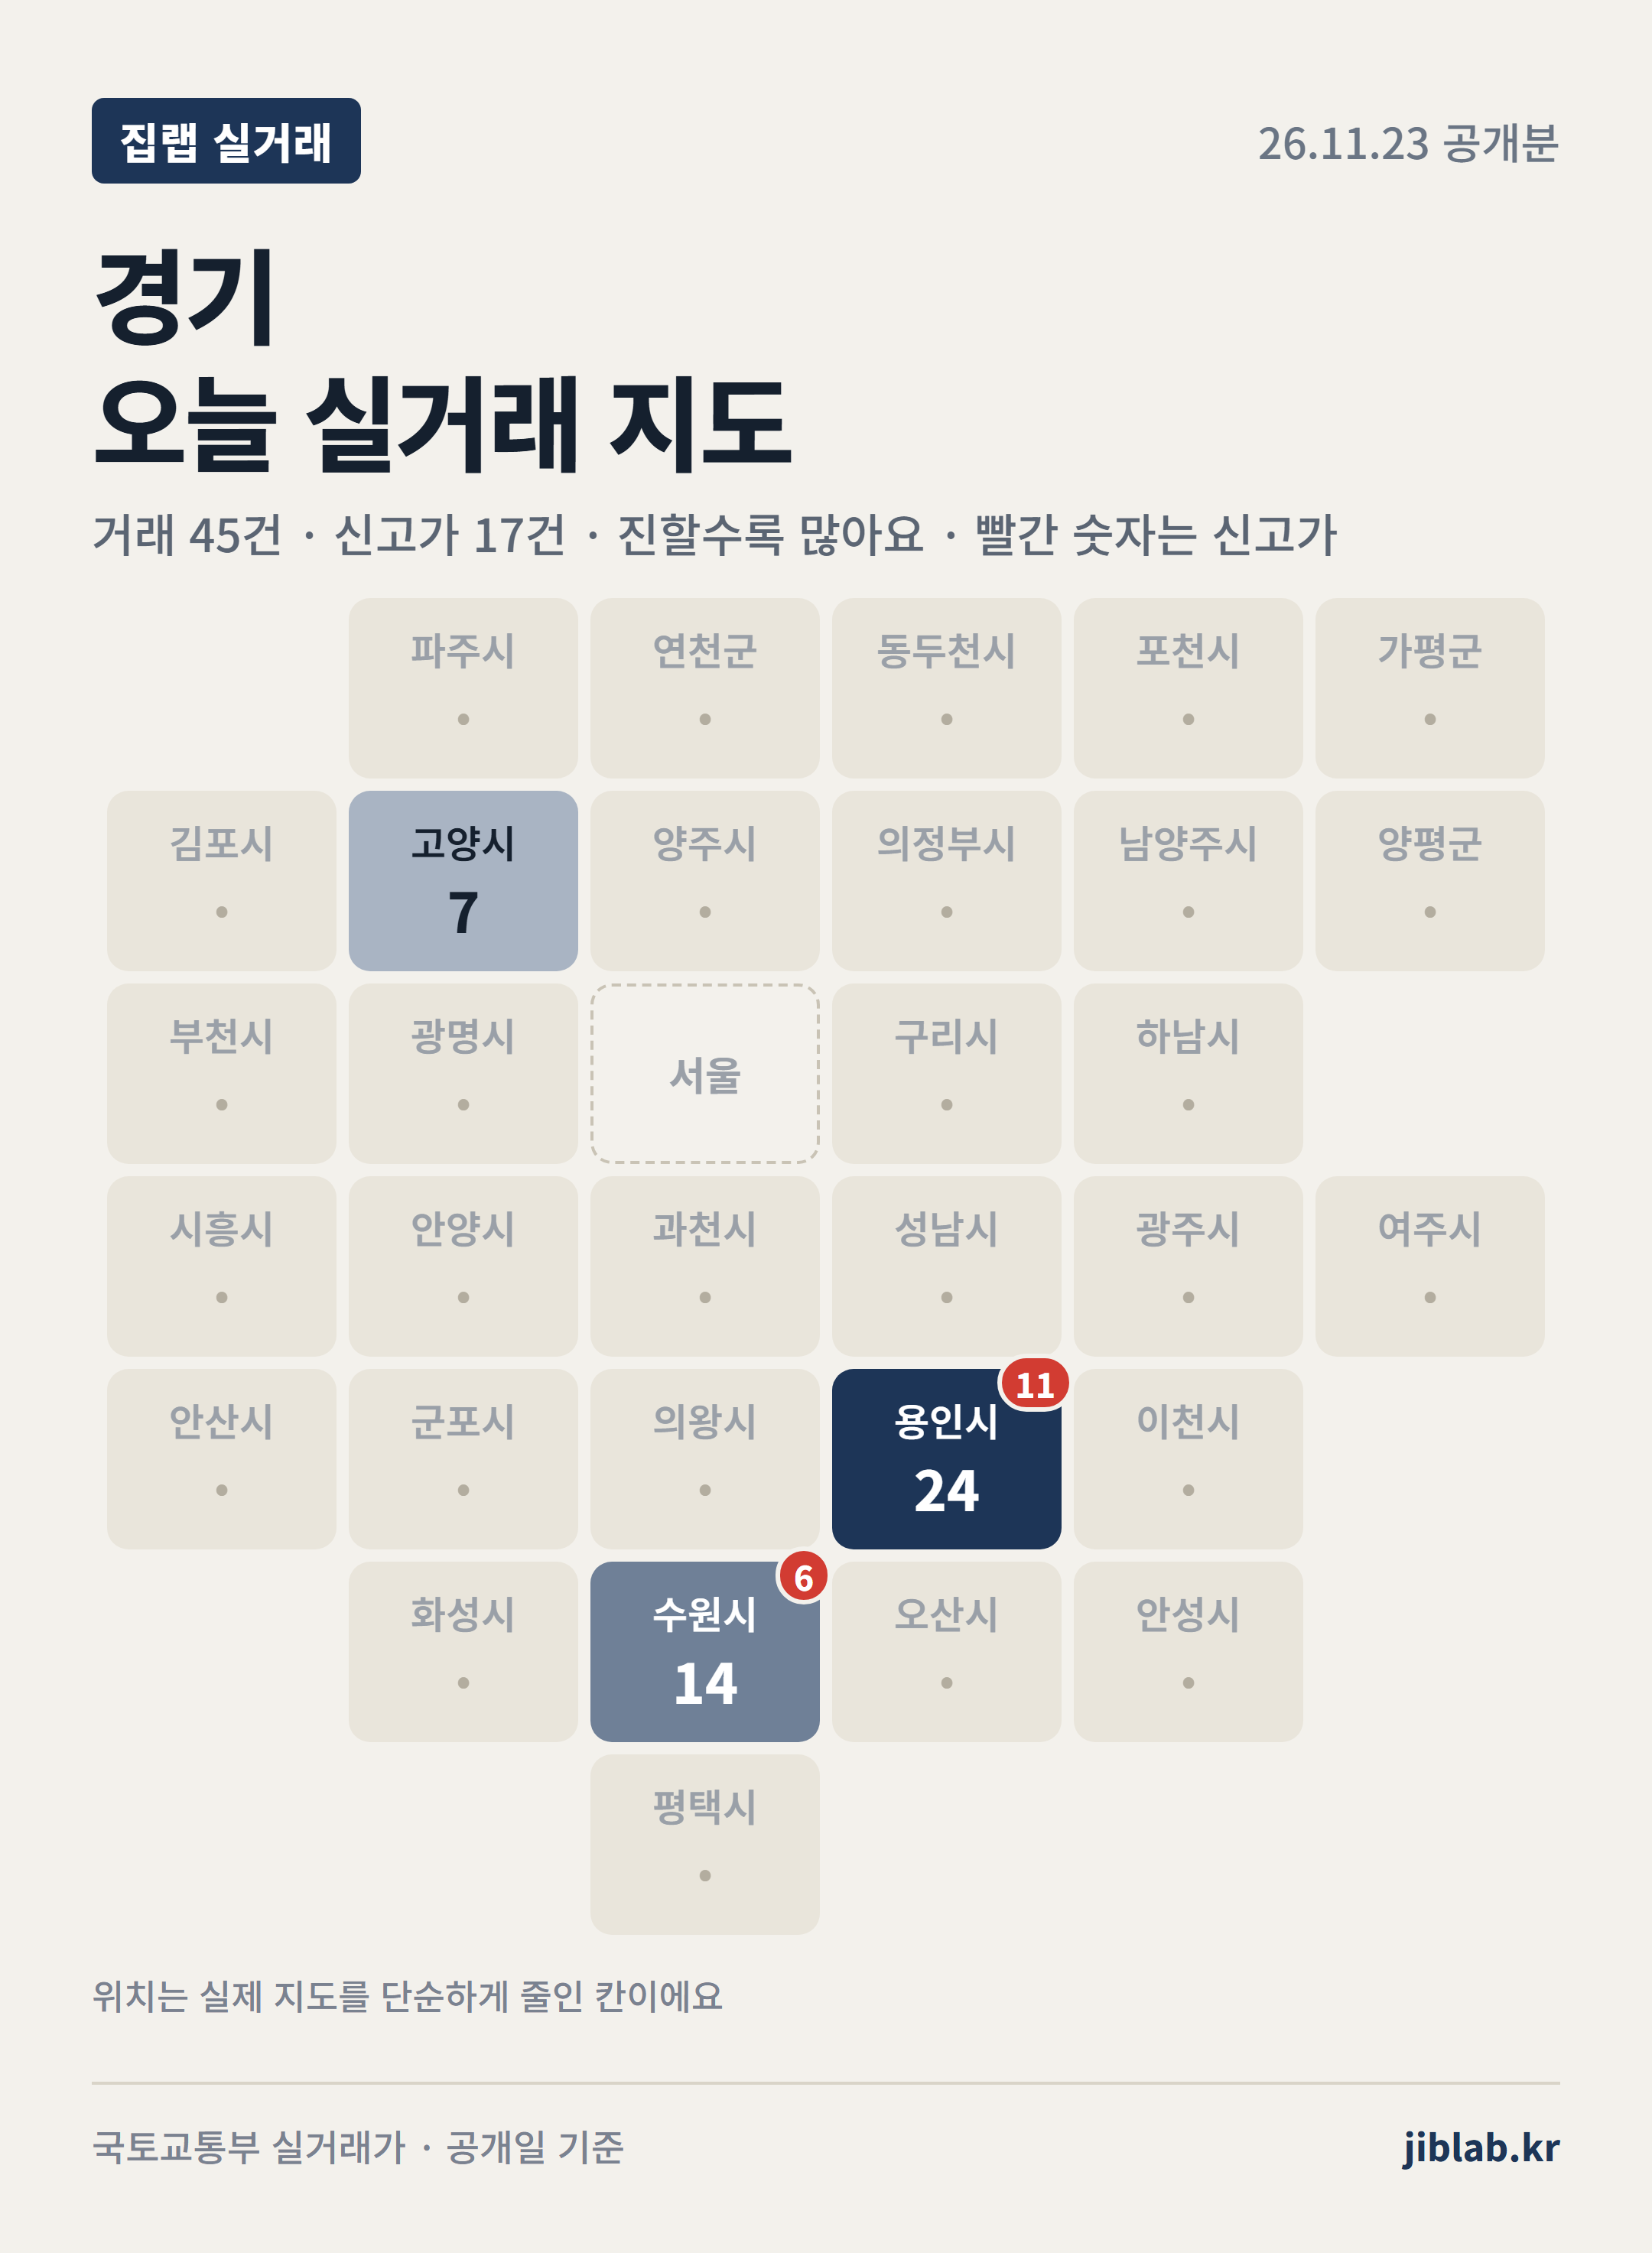 집랩 실거래
26.11.23 공개분
경기
오늘 실거래 지도
거래 45건 · 신고가 17건 · 진할수록 많아요 · 빨간 숫자는 신고가
파주시 연천군 동두천시 포천시 가평군
김포시 고양시 양주시 의정부시 남양주시 양평군
7
부천시 광명시 서울 구리시 하남시
시흥시 안양시 과천시 성남시 광주시 여주시
11
안산시 군포시 의왕시 용인시 이천시
24
6
화성시 수원시 오산시 안성시
14
평택시
위치는 실제 지도를 단순하게 줄인 칸이에요
국토교통부 실거래가 · 공개일 기준
jiblab.kr